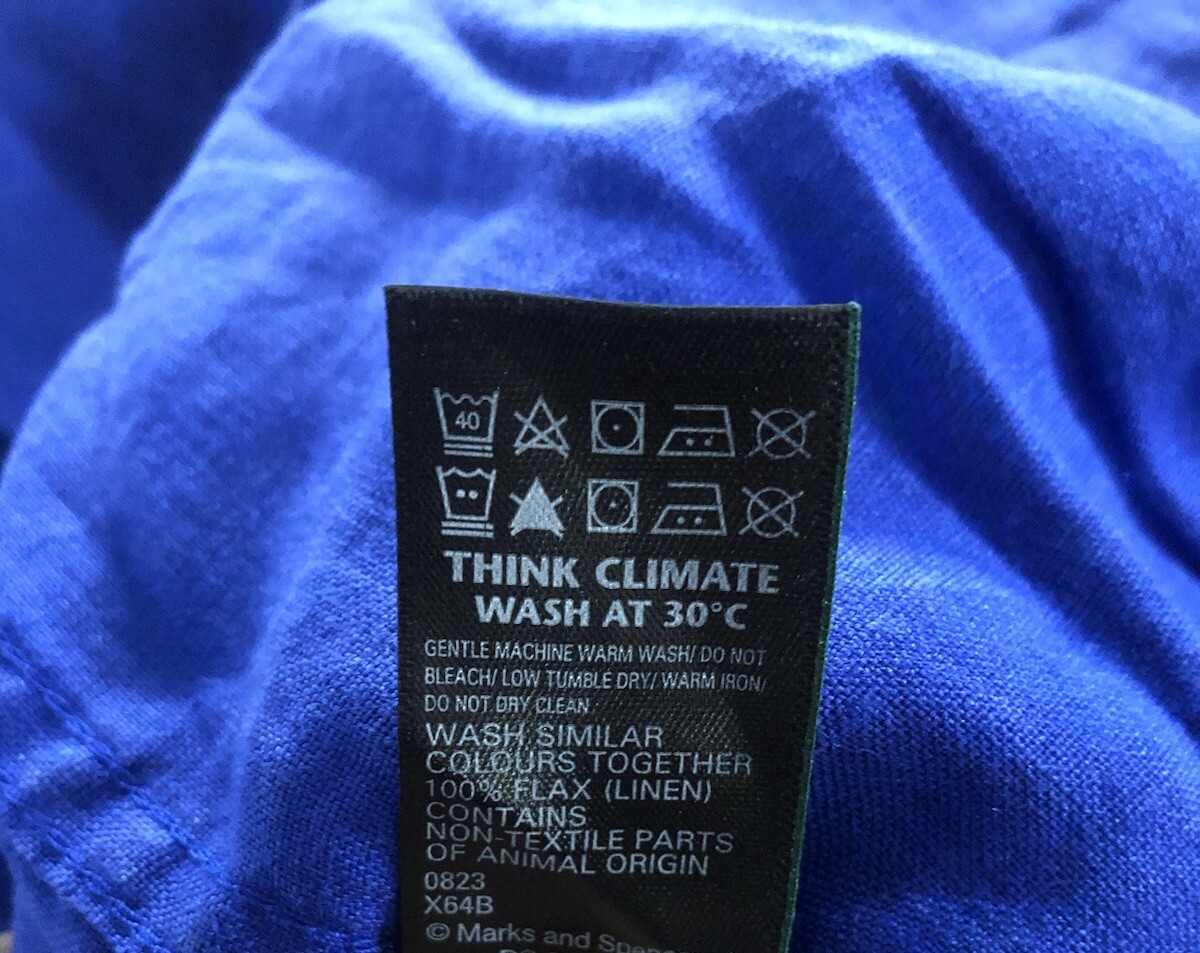 40
THINK CLIMATE
WASH AT 30°C
GENTLE MACHINE WARM WASH/ DO NOT
BLEACH/ LOW TUMBLE DRY/ WARM IRON/
DO NOT DRY CLEAN
WASH SIMILAR
COLOURS TOGETHER
100% FLAX (LINEN)
CONTAINS
NON-TEXTILE PARTS
OF ANIMAL ORIGIN
0823
X64B
© Marks and